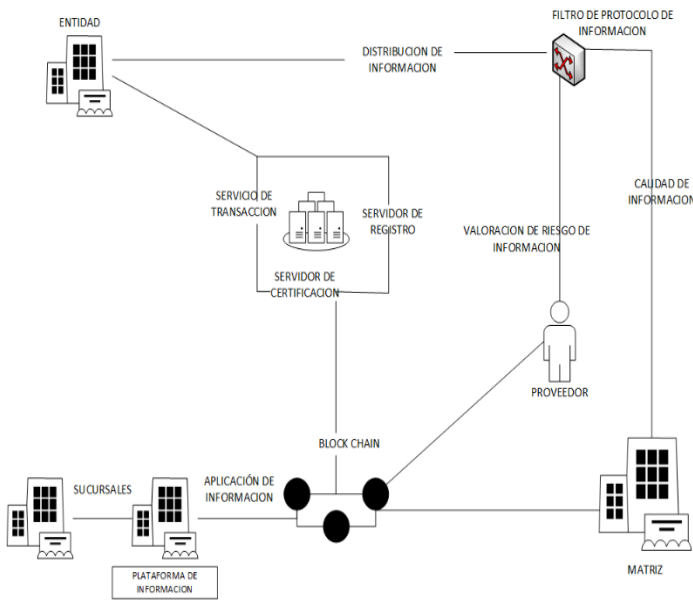 ENTIDAD
FILTRO DE PROTOCOLO DE
INFORMACION
DISTRIBUCION DE
INFORMACION
SERVICIO DE
TRANSACCION
SERVIDOR DE
REGISTRO
SERVIDOR DE
CERTIFICACION
CALIDAD DE
INFORMACION
VALORACION DE RIESGO DE
INFORMACION
PROVEEDOR
BLOCK CHAIN
SUCURSALES
APLICACIÓN DE
INFORMACION
PLATAFORMA DE
INFORMACION
MATRIZ